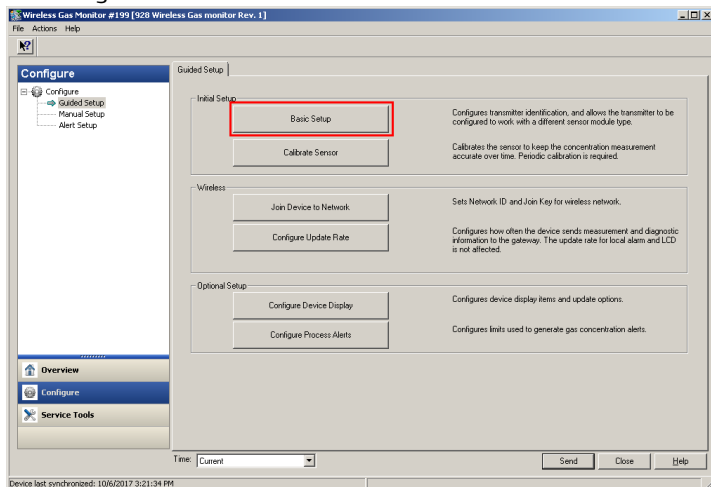 Wireless Gas Monitor #199 [928 Wireless Gas monitor Rev. 1]
File Actions Help
Configure
Configure
Guided Setup
Manual Setup
Alert Setup
Overview
Configure
Service Tools
Guided Setup
Initial Setup
Basic Setup
Configures transmitter identification, and allows the transmitter to be
configured to work with a different sensor module type.
Calibrate Sensor
Calibrates the sensor to keep the concentration measurement
accurate over time. Periodic calibration is required.
Wireless
Join Device to Network
Sets Network ID and Join Key for wireless network.
Configure Update Rate
Configures how often the device sends measurement and diagnostic
information to the gateway. The update rate for local alarm and LCD
is not affected.
Optional Setup
Configure Device Display
Configures device display items and update options.
Configure Process Alerts
Configures limits used to generate gas concentration alerts.
Time: Current
Send Close Help
Device last synchronized: 10/6/2017 3:21:34 PM